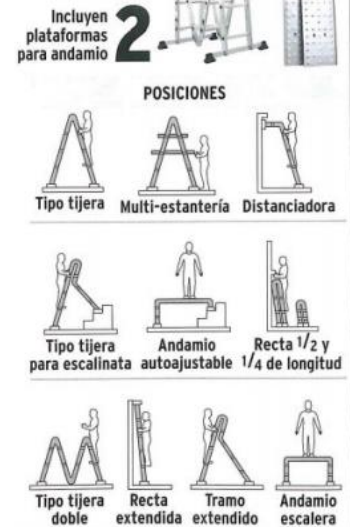 Incluyen
plataformas
para andamio
2
POSICIONES
Tipo tijera
Multi-estantería
Distanciadora
Tipo tijera
para escalinata
Andamio
autoajustable
Recta 1/2 y
1/4 de longitud
Tipo tijera
doble
Recta
extendida
Tramo
extendido
Andamio
escalera